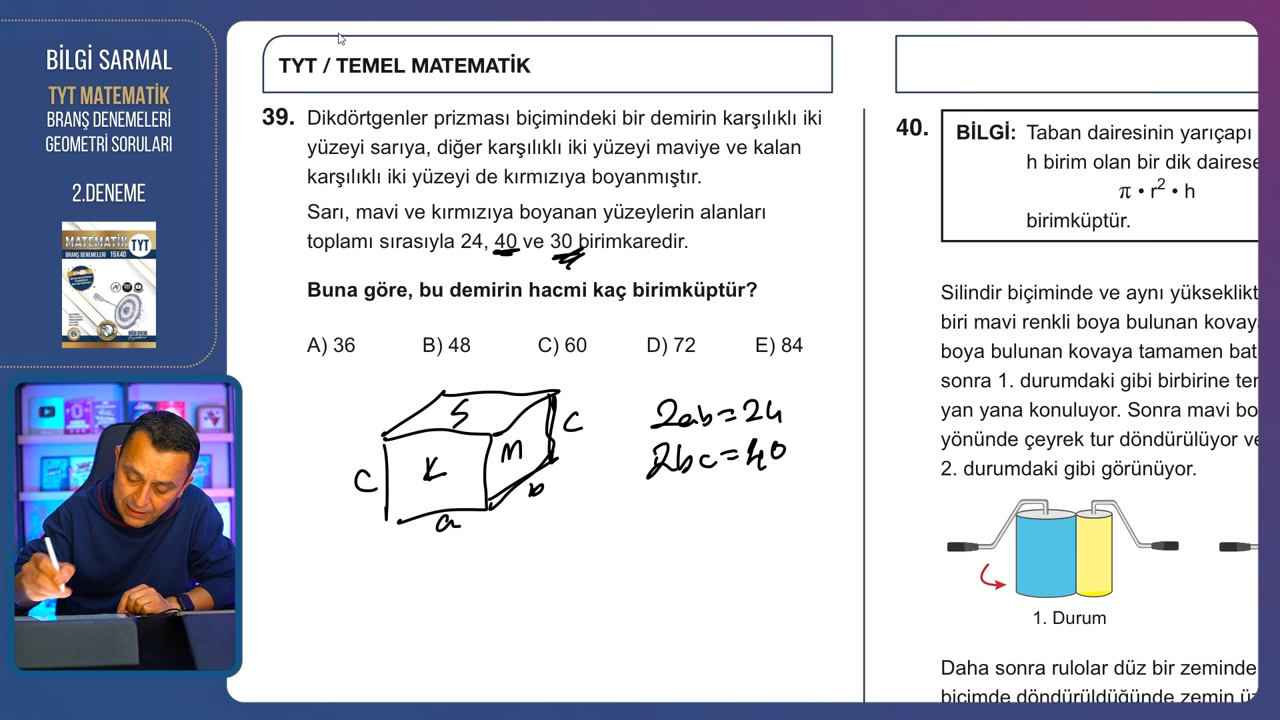 BİLGİ SARMAL
TYT MATEMATİK
BRANŞ DENEMELERİ
GEOMETRİ SORULARI
2.DENEME
MATEMATİK TYT
BRANŞ DENEMELERİ 15X40
TYT / TEMEL MATEMATİK
39. Dikdörtgenler prizması biçimindeki bir demirin karşılıklı iki
yüzeyi sarıya, diğer karşılıklı iki yüzeyi maviye ve kalan
karşılıklı iki yüzeyi de kırmızıya boyanmıştır.
Sarı, mavi ve kırmızıya boyanan yüzeylerin alanları
toplamı sırasıyla 24, 40 ve 30 birimkaredir.
Buna göre, bu demirin hacmi kaç birimküptür?
A) 36 B) 48 C) 60 D) 72 E) 84
S
C
K
M
C
b
a
2ab=24
2bc=40
40. BİLGİ: Taban dairesinin yarıçapı
h birim olan bir dik dairese
π • r² • h
birimküptür.
Silindir biçiminde ve aynı yükseklikt
biri mavi renkli boya bulunan kovay
boya bulunan kovaya tamamen bat
sonra 1. durumdaki gibi birbirine ter
yan yana konuluyor. Sonra mavi bo
yönünde çeyrek tur döndürülüyor ve
2. durumdaki gibi görünüyor.
1. Durum
Daha sonra rulolar düz bir zeminde
biçimde döndürüldüğünde zemin üz